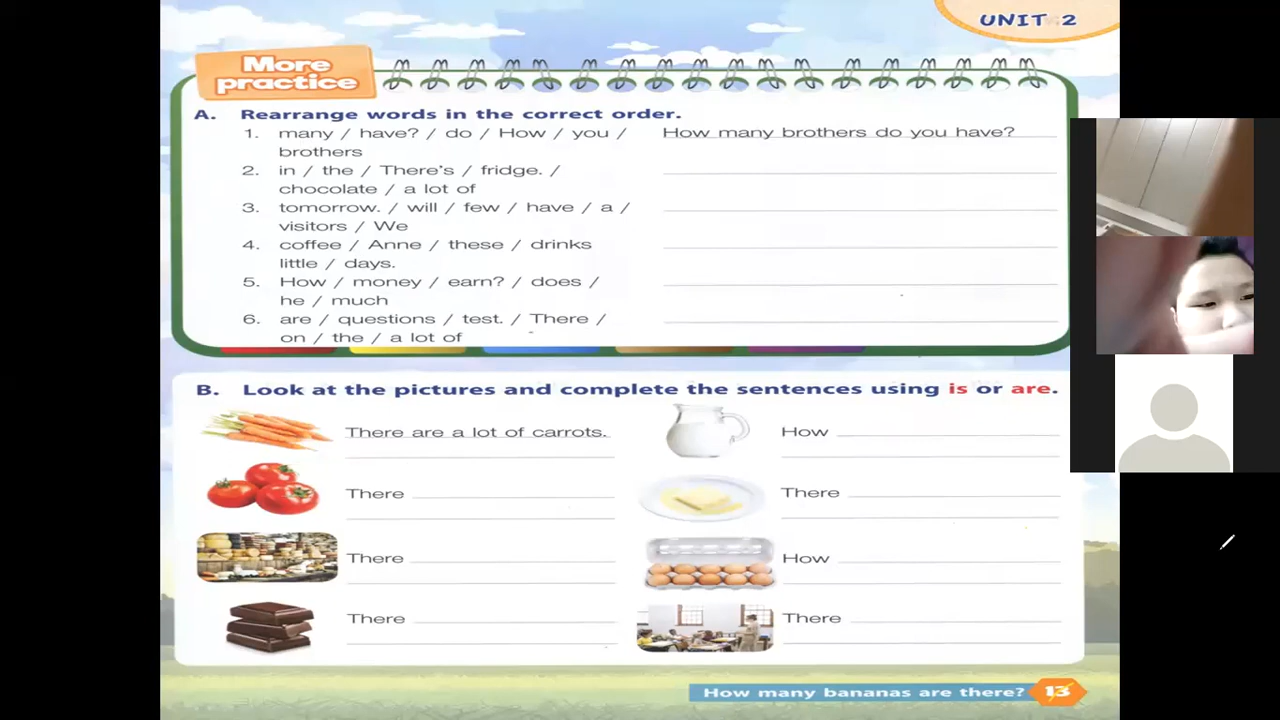 UNIT 2
More
practice
A. Rearrange words in the correct order.
1. many / have? / do / How / you / How many brothers do you have?
brothers
2. in / the / There's / fridge. /
chocolate / a lot of
3. tomorrow. / will / few / have / a /
visitors / We
4. coffee / Anne / these / drinks
little / days.
5. How / money / earn? / does /
he / much
6. are / questions / test. / There /
on / the / a lot of
B. Look at the pictures and complete the sentences using is or are.
There are a lot of carrots. How
There There
There How
There There
How many bananas are there? 13